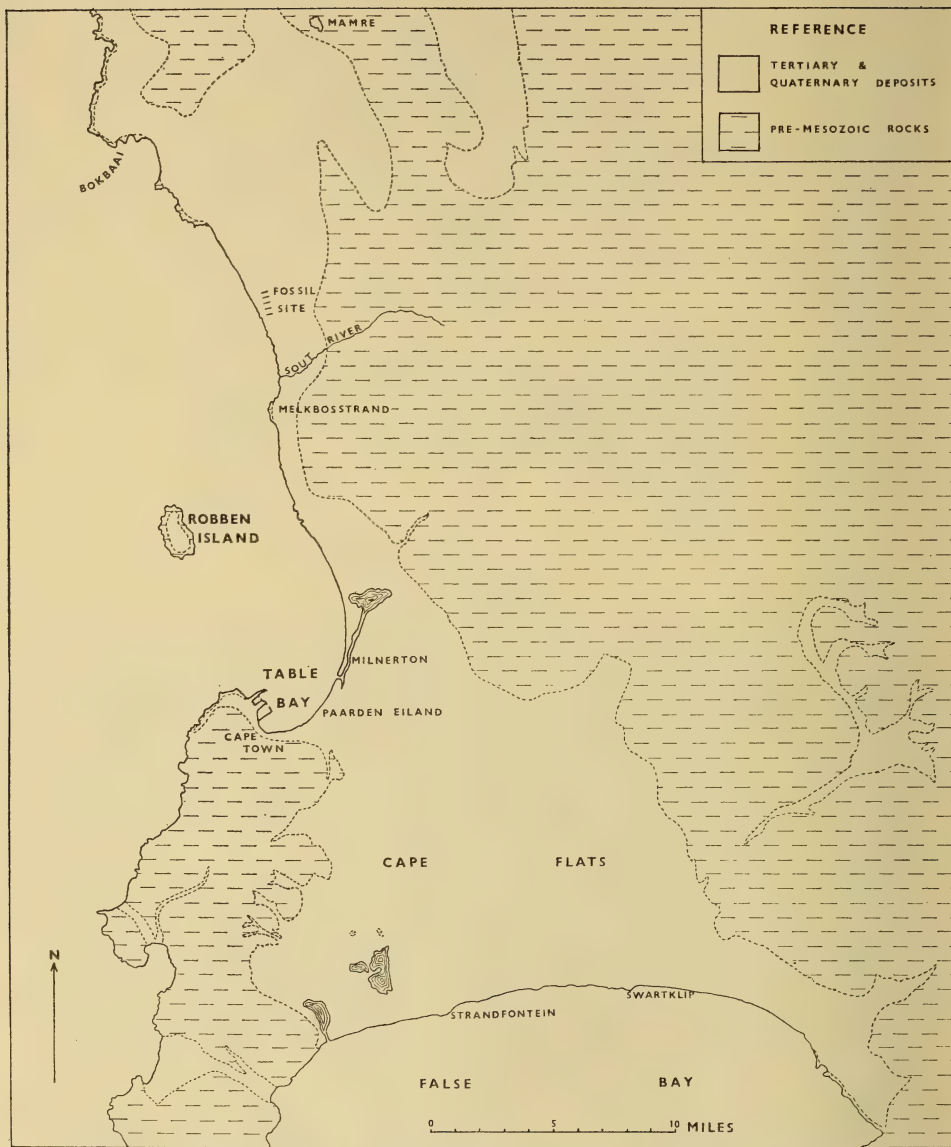 MAMRE
REFERENCE
TERTIARY &
QUATERNARY DEPOSITS
PRE-MESOZOIC ROCKS
BOKBAAI
FOSSIL
SITE
SOUT RIVER
MELKBOSSTRAND
ROBBEN
ISLAND
TABLE
BAY
MILNERTON
PAARDEN EILAND
CAPE
TOWN
CAPE FLATS
N
SWARTKLIP
STRANDFONTEIN
FALSE BAY
0 5 10 MILES